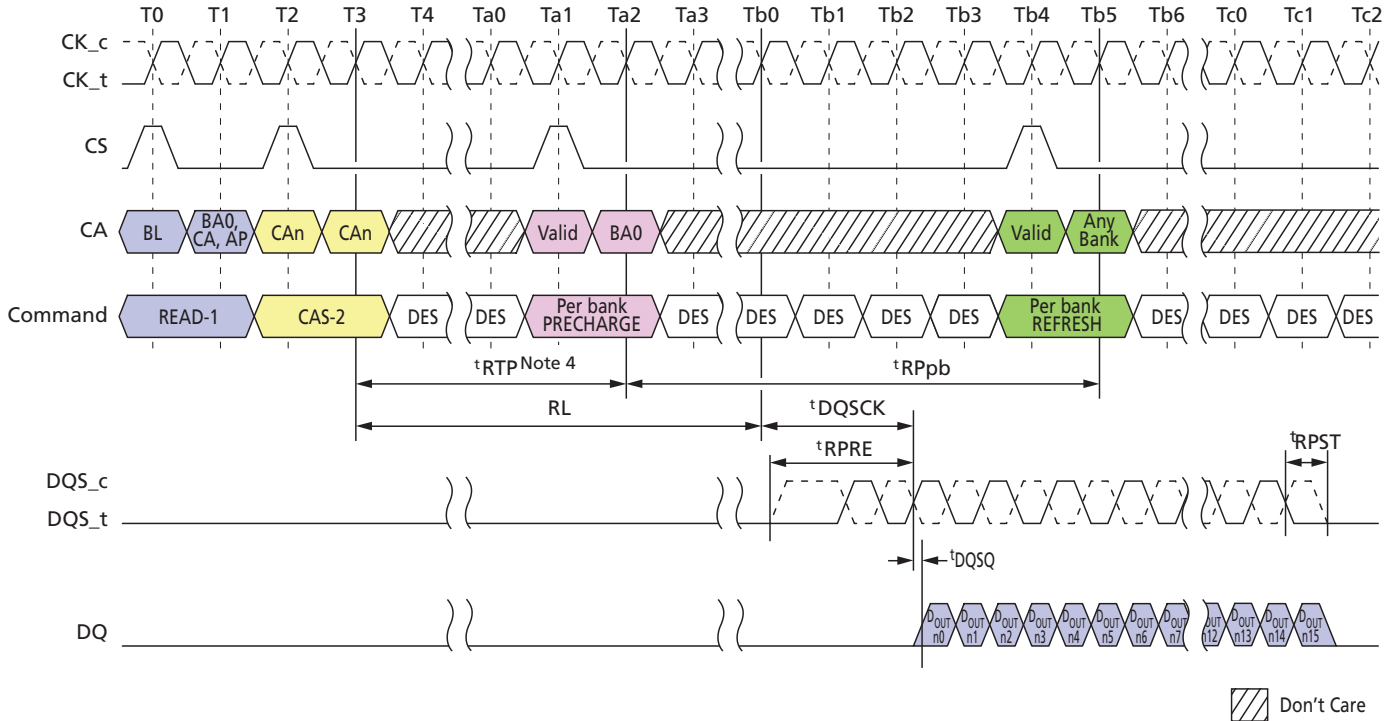 T0 T1 T2 T3 T4 Ta0 Ta1 Ta2 Ta3 Tb0 Tb1 Tb2 Tb3 Tb4 Tb5 Tb6 Tc0 Tc1 Tc2
CK_c
CK_t
CS
CA BL BA0, CA, AP CAn CAn Valid BA0 Valid Any Bank
Command READ-1 CAS-2 DES DES Per bank PRECHARGE DES DES DES DES DES Per bank REFRESH DES DES DES DES
tRTP Note 4 tRPpb
RL tDQSCK
tRPRE tRPST
DQS_c
DQS_t
tDQSQ
DQ DOUT n0 DOUT n1 DOUT n2 DOUT n3 DOUT n4 DOUT n5 DOUT n6 DOUT n7 DOUT n12 DOUT n13 DOUT n14 DOUT n15
Don't Care